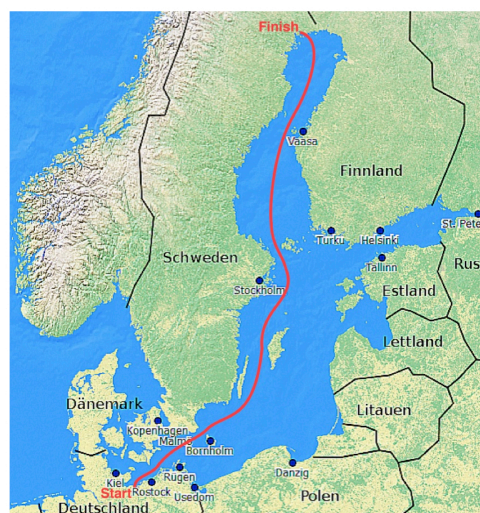 Finish
Vaasa
Finnland
St. Pete
Turku
Helsinki
Schweden
Tallinn
Rus
Stockholm
Estland
Lettland
Dänemark
Litauen
Kopenhagen
Malmö
Bornholm
Danzig
Rügen
Kiel
Start
Rostock
Usedom
Polen
Deutschland